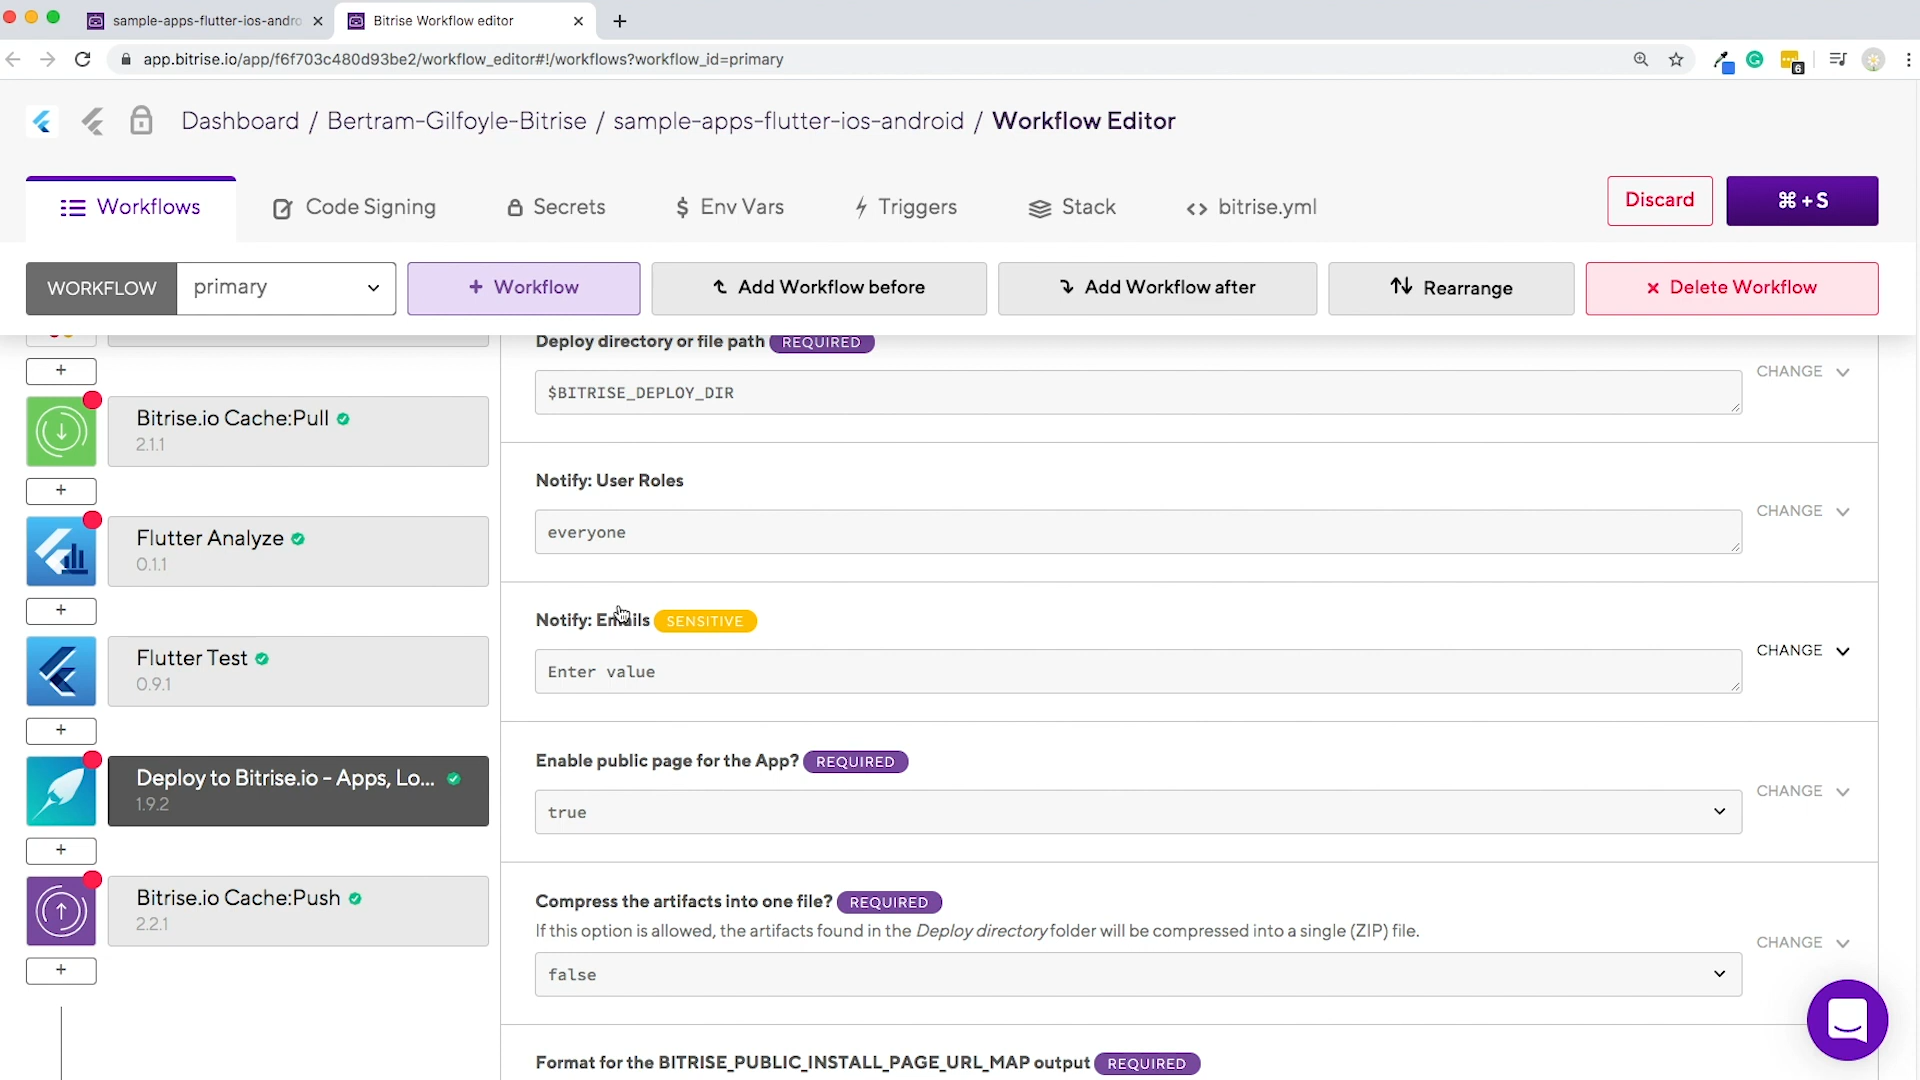 sample-apps-flutter-ios-andro
Bitrise Workflow editor
app.bitrise.io/app/f6f703c480d93be2/workflow_editor#!/workflows?workflow_id=primary
6
Dashboard / Bertram-Gilfoyle-Bitrise / sample-apps-flutter-ios-android / Workflow Editor
Workflows
Code Signing
Secrets
$ Env Vars
Triggers
Stack
<> bitrise.yml
Discard
⌘ + S
WORKFLOW
primary
+ Workflow
Add Workflow before
Add Workflow after
Rearrange
× Delete Workflow
+
Bitrise.io Cache:Pull
2.1.1
+
Flutter Analyze
0.1.1
+
Flutter Test
0.9.1
+
Deploy to Bitrise.io - Apps, Lo...
1.9.2
+
Bitrise.io Cache:Push
2.2.1
+
Deploy directory or file path REQUIRED
$BITRISE_DEPLOY_DIR
CHANGE
Notify: User Roles
everyone
CHANGE
Notify: Emails SENSITIVE
Enter value
CHANGE
Enable public page for the App? REQUIRED
true
CHANGE
Compress the artifacts into one file? REQUIRED
If this option is allowed, the artifacts found in the Deploy directory folder will be compressed into a single (ZIP) file.
false
CHANGE
Format for the BITRISE_PUBLIC_INSTALL_PAGE_URL_MAP output REQUIRED